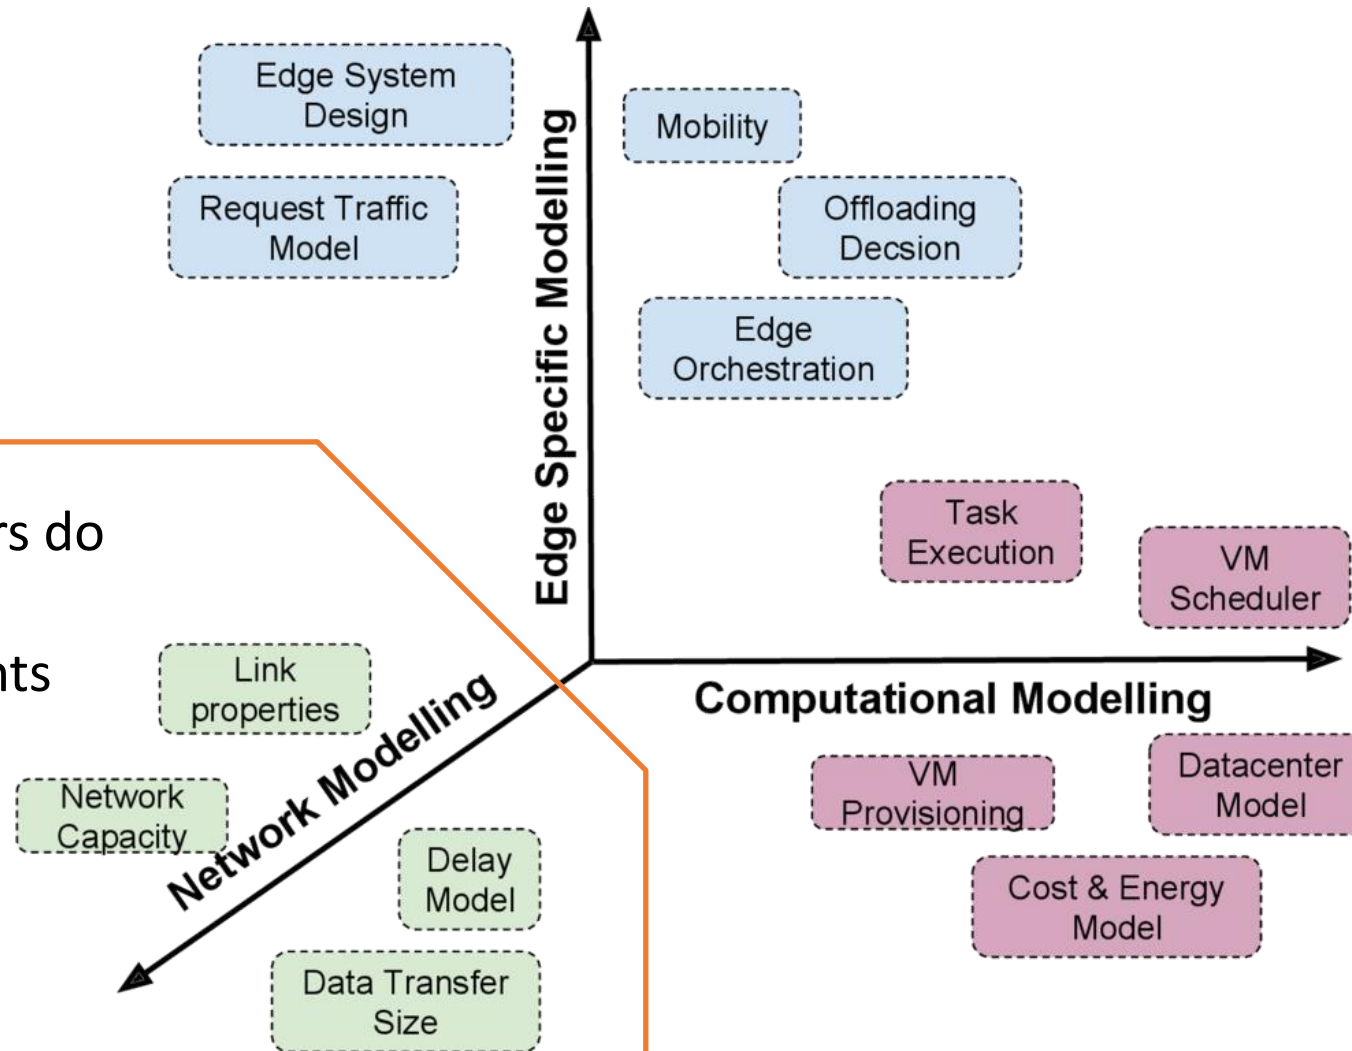 Edge System
Design
Mobility
Request Traffic
Model
Offloading
Decsion
Edge
Orchestration
Edge Specific Modelling
Task
Execution
VM
Scheduler
rs do
nts
Link
properties
Computational Modelling
Network Modelling
Network
Capacity
VM
Provisioning
Datacenter
Model
Delay
Model
Cost & Energy
Model
Data Transfer
Size